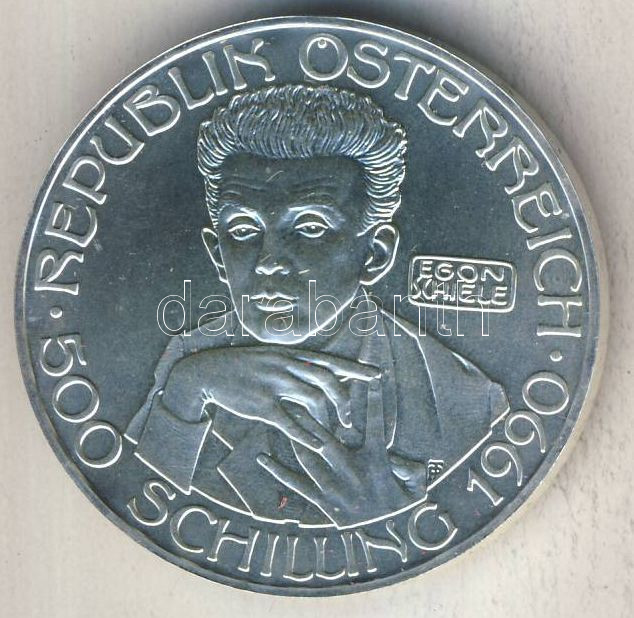 · REPUBLIK ÖSTERREICH ·
500 SCHILLING 1990
EGON
SCHIELE
darabanth